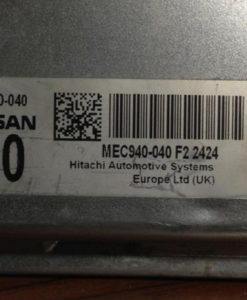 0-040
SAN
0
MEC940-040 F2 2424
Hitachi Automotive Systems
Europe Ltd (UK)